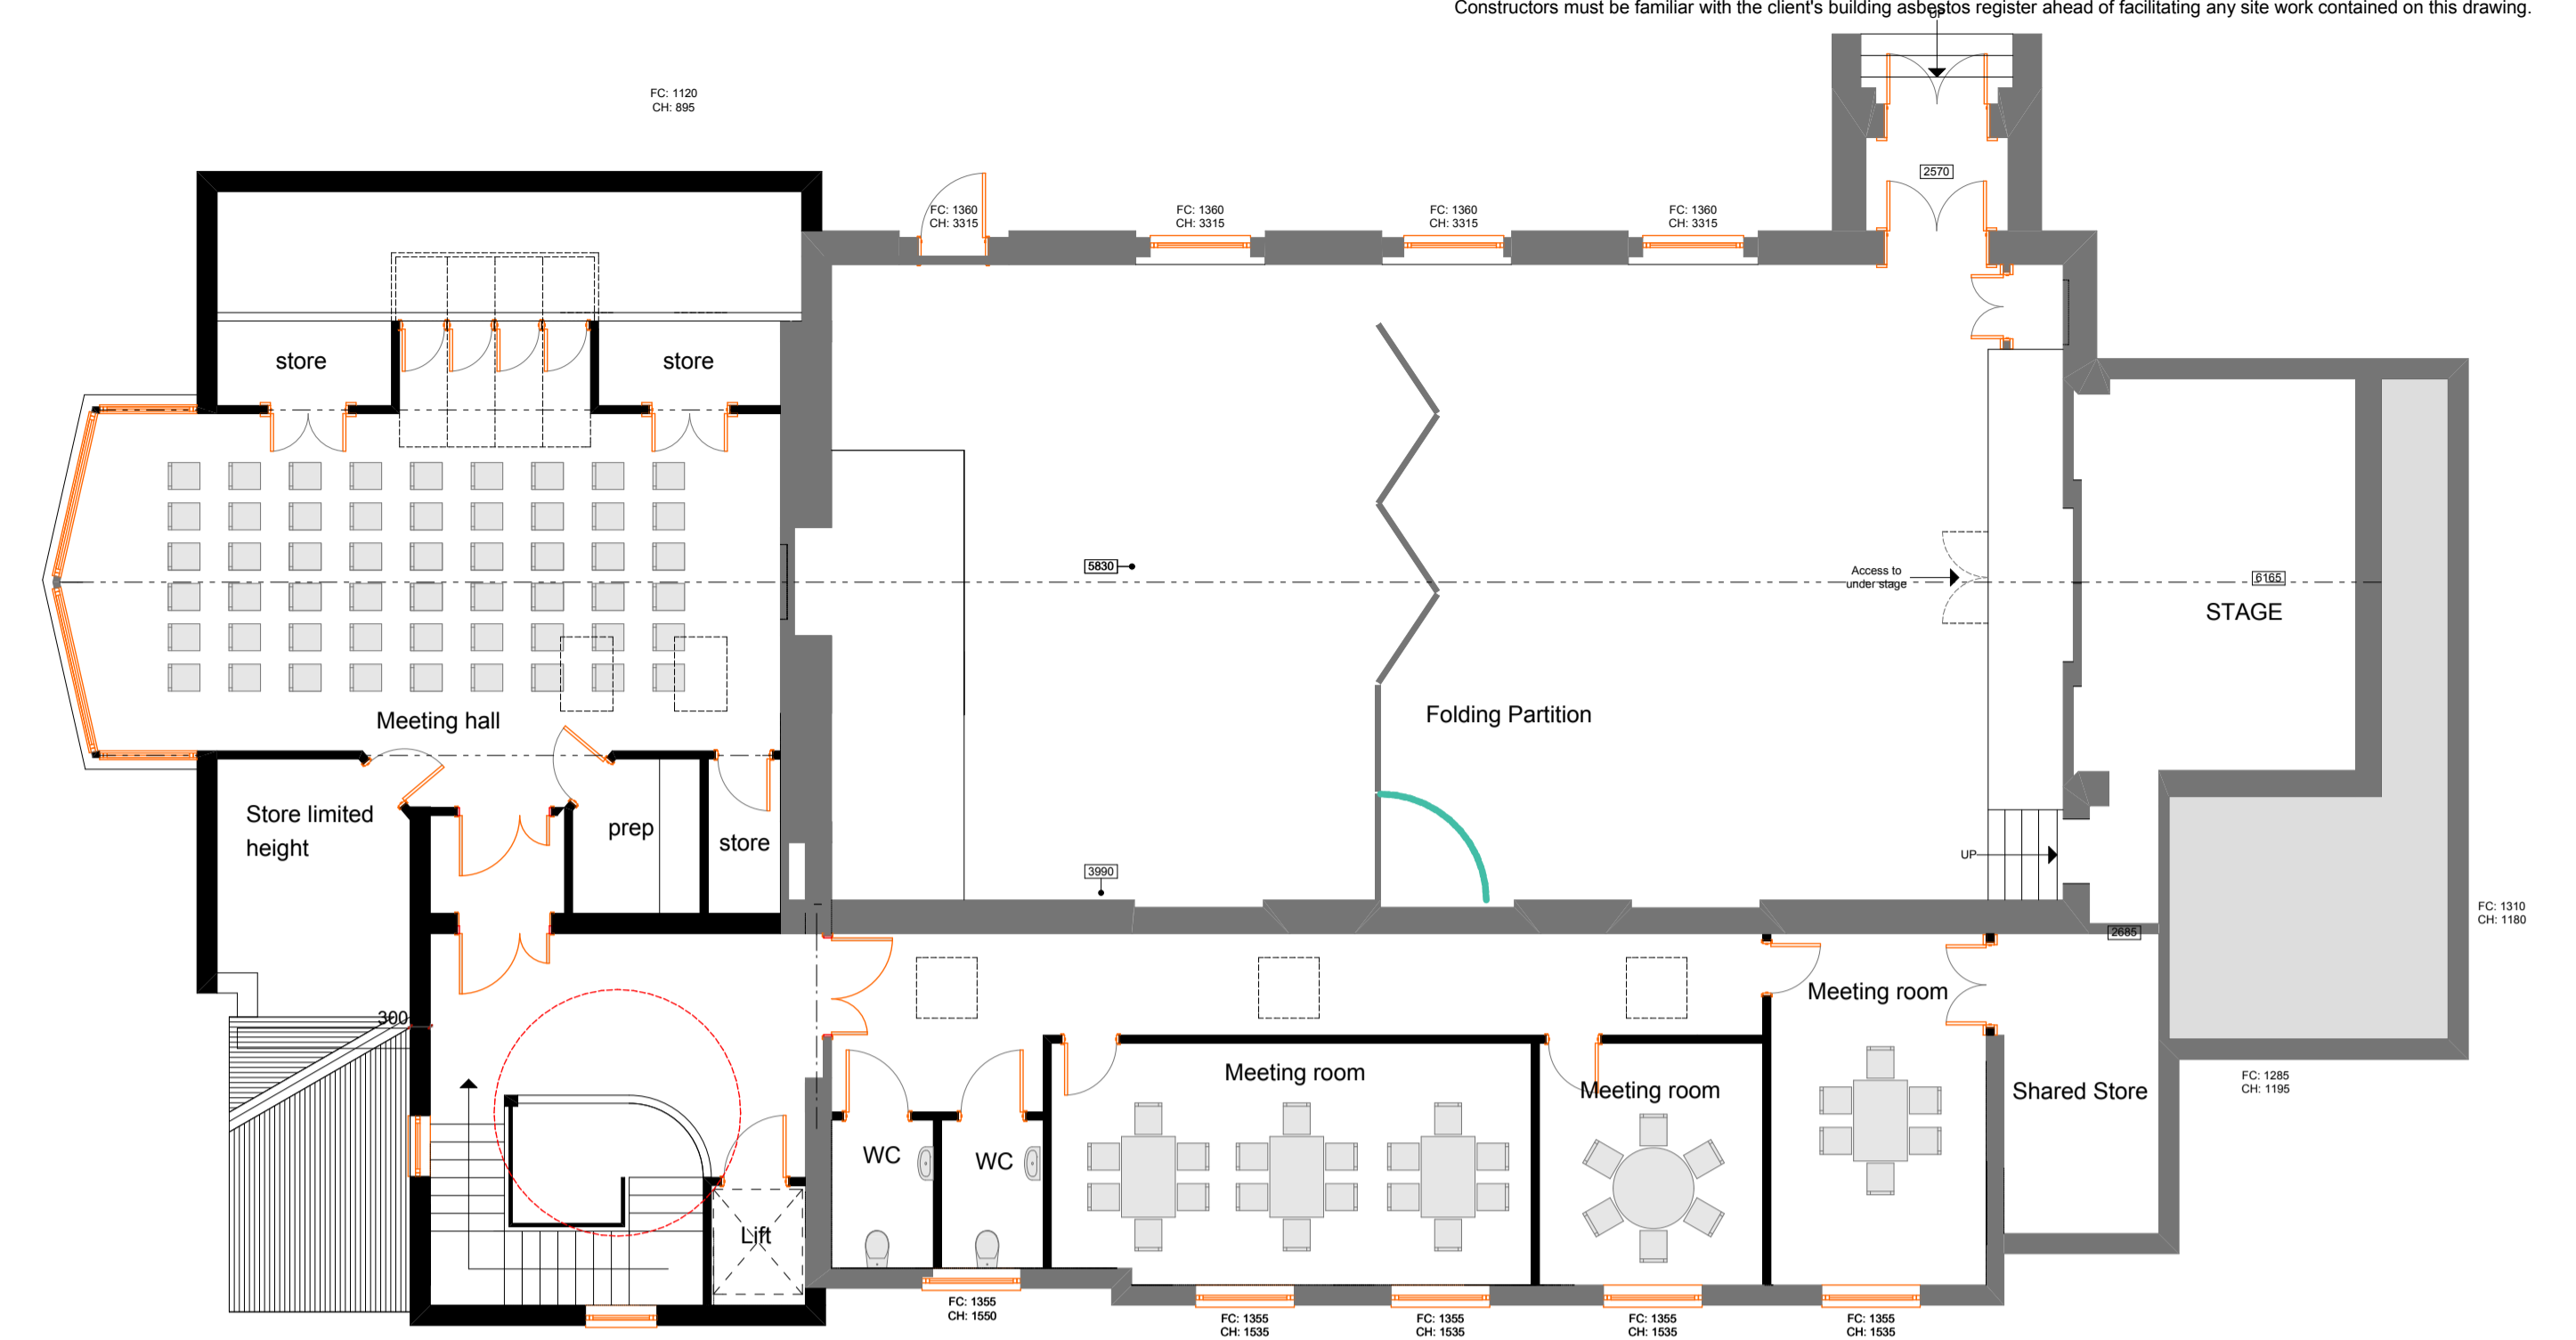 Constructors must be familiar with the client's building asbestos register ahead of facilitating any site work contained on this drawing.
UP
FC: 1120
CH: 895
2570
FC: 1360
CH: 3315
FC: 1360
CH: 3315
FC: 1360
CH: 3315
FC: 1360
CH: 3315
store
store
5830
Access to
under stage
6165
STAGE
Meeting hall
Folding Partition
Store limited
height
prep
store
UP
3990
FC: 1310
CH: 1180
2685
Meeting room
300
Meeting room
Meeting room
Shared Store
FC: 1285
CH: 1195
WC
WC
Lift
FC: 1355
CH: 1550
FC: 1355
CH: 1535
FC: 1355
CH: 1535
FC: 1355
CH: 1535
FC: 1355
CH: 1535